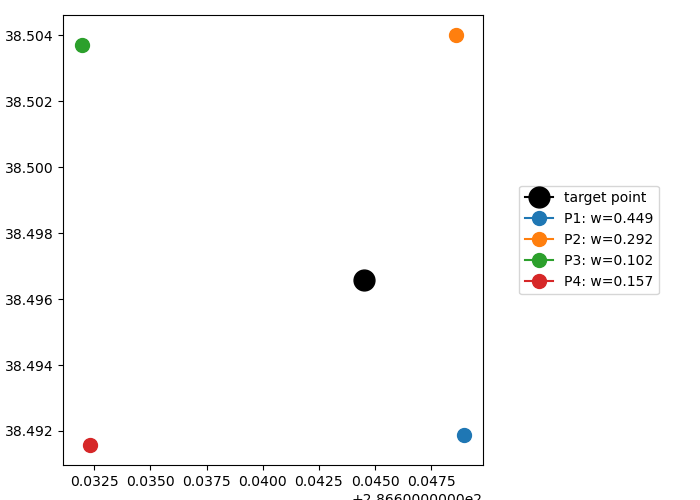 38.504
38.502
38.500
38.498
38.496
38.494
38.492
0.0325 0.0350 0.0375 0.0400 0.0425 0.0450 0.0475
+2.8660000000e2
target point
P1: w=0.449
P2: w=0.292
P3: w=0.102
P4: w=0.157